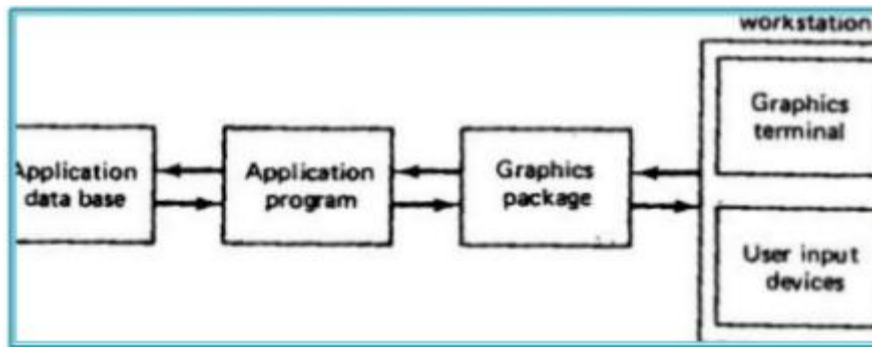 workstation
Graphics
terminal
Application
data base
Application
program
Graphics
package
User input
devices